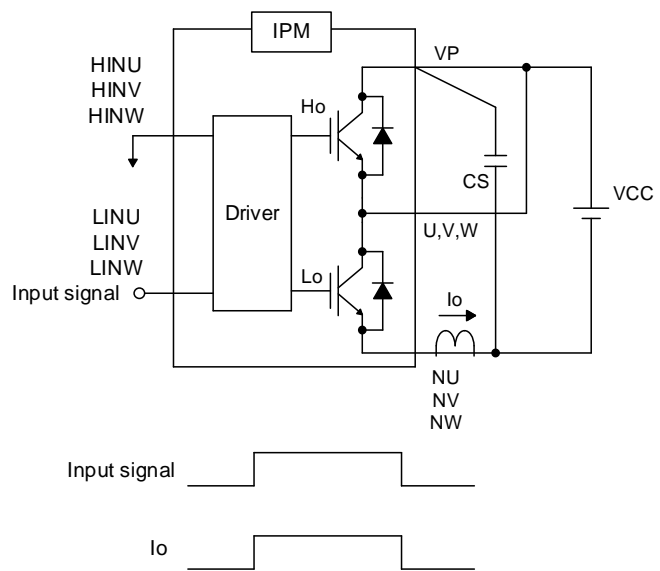 IPM
VP
HINU
HINV
HINW
Ho
CS
VCC
Driver
U,V,W
LINU
LINV
LINW
Input signal
Lo
Io
NU
NV
NW
Input signal
Io